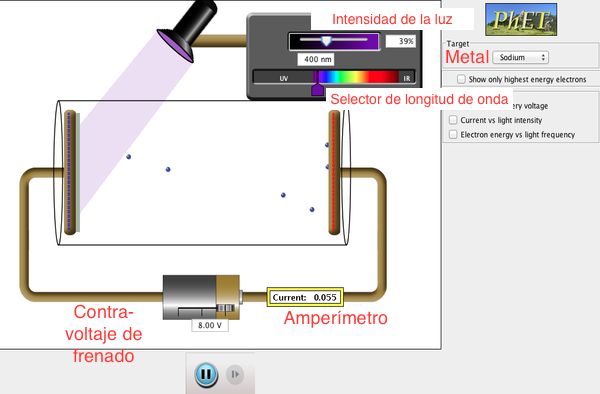 Intensidad de la luz
39%
400 nm
UV
IR
Selector de longitud de onda
PhET
Target
Metal
Sodium
Show only highest energy electrons
ery voltage
Current vs light intensity
Electron energy vs light frequency
Current: 0.055
8.00 V
Contra-
voltaje de
frenado
Amperímetro